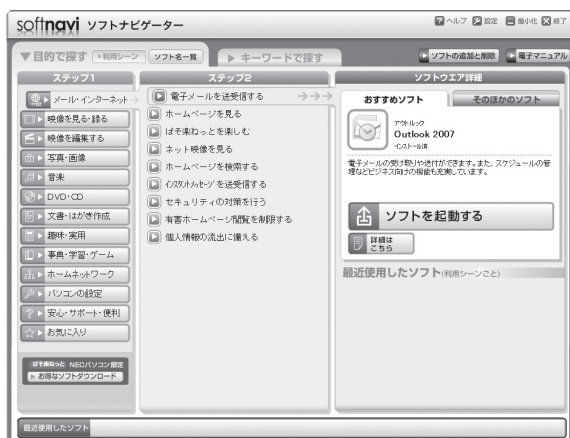 softnavi ソフトナビゲーター
ヘルプ 設定 最小化 終了
▼目的で探す ▶利用シーン ソフト名一覧 ▶ キーワードで探す
ソフトの追加と削除 電子マニュアル
ステップ1
メール・インターネット
映像を見る・録る
映像を編集する
写真・画像
音楽
DVD・CD
文書・はがき作成
趣味・実用
事典・学習・ゲーム
ホームネットワーク
パソコンの設定
安心・サポート・便利
お気に入り
ぱそ楽ねっと NECパソコン限定
▶お得なソフトダウンロード
ステップ2
電子メールを送受信する →→→
ホームページを見る
ぱそ楽ねっとを楽しむ
ネット映像を見る
ホームページを検索する
インスタントメッセージを送受信する
セキュリティの対策を行う
有害ホームページ閲覧を制限する
個人情報の流出に備える
ソフトウエア詳細
おすすめソフト そのほかのソフト
アウトルック
Outlook 2007
インストール済
電子メールの受け取りや送付ができます。また、スケジュールの管
理などビジネス向けの機能も充実しています。
ソフトを起動する
詳細は
こちら
最近使用したソフト(利用シーンごと)
最近使用したソフト